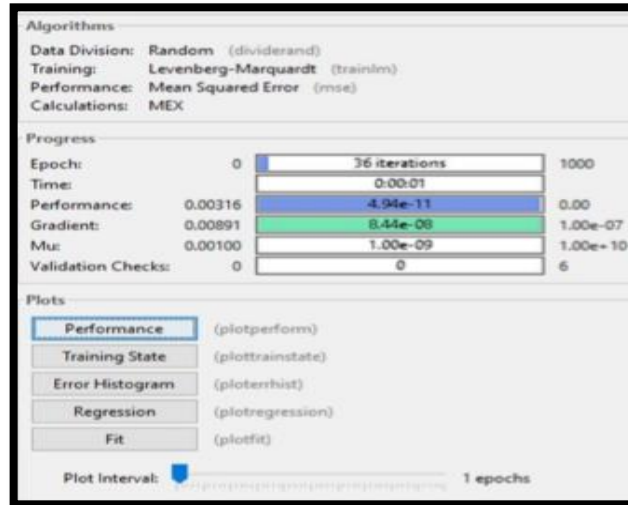 Algorithms
Data Division: Random (dividerand)
Training: Levenberg-Marquardt (trainlm)
Performance: Mean Squared Error (mse)
Calculations: MEX
Progress
Epoch: 0 36 iterations 1000
Time: 0:00:01
Performance: 0.00316 4.94e-11 0.00
Gradient: 0.00891 8.44e-08 1.00e-07
Mu: 0.00100 1.00e-09 1.00e+10
Validation Checks: 0 0 6
Plots
Performance (plotperform)
Training State (plottrainstate)
Error Histogram (ploterrhist)
Regression (plotregression)
Fit (plotfit)
Plot Interval: 1 epochs